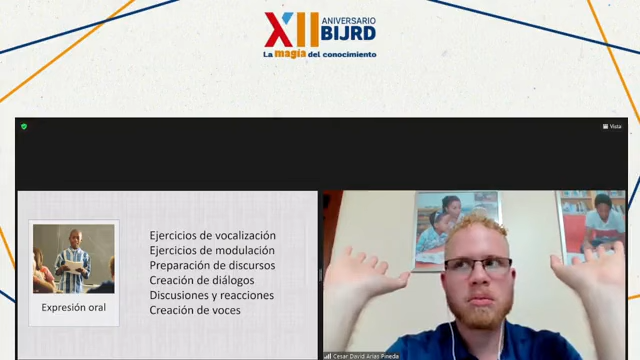 XII ANIVERSARIO
BIJRD
La magia del conocimiento
Vista
Ejercicios de vocalización
Ejercicios de modulación
Preparación de discursos
Creación de diálogos
Discusiones y reacciones
Creación de voces
Expresión oral
Cesar David Arias Pineda